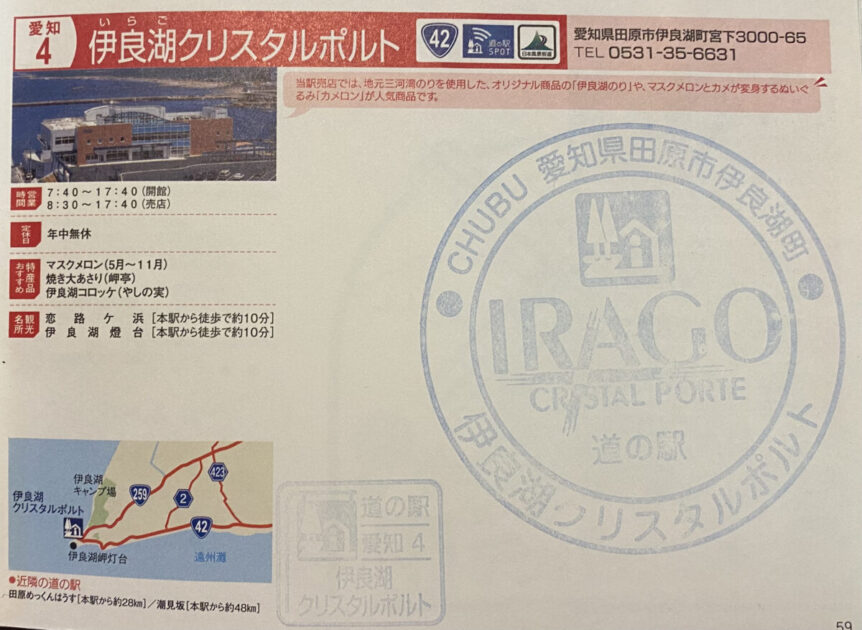 愛知
4
いらご
伊良湖クリスタルポルト
42
道の駅
SPOT
日本風景街道
愛知県田原市伊良湖町宮下3000-65
TEL 0531-35-6631
当駅売店では、地元三河湾のりを使用した、オリジナル商品の「伊良湖のり」や、マスクメロンとカメが変身するぬいぐ
るみ「カメロン」が人気商品です。
営業時間
7:40〜17:40(開館)
8:30〜17:40(売店)
定休日
年中無休
特産品おすすめ
マスクメロン(5月〜11月)
焼き大あさり(岬亭)
伊良湖コロッケ(やしの実)
観光名所
恋路ケ浜[本駅から徒歩で約10分]
伊良湖燈台[本駅から徒歩で約10分]
CHUBU 愛知県田原市伊良湖町
IRAGO
CRYSTAL PORTE
道の駅
伊良湖クリスタルポルト
伊良湖
キャンプ場
伊良湖
クリスタルポルト
259
2
423
42
伊良湖岬灯台
遠州灘
道の駅
愛知 4
伊良湖
クリスタルポルト
●近隣の道の駅
田原めっくんはうす[本駅から約28km]/潮見坂[本駅から約48km]
59